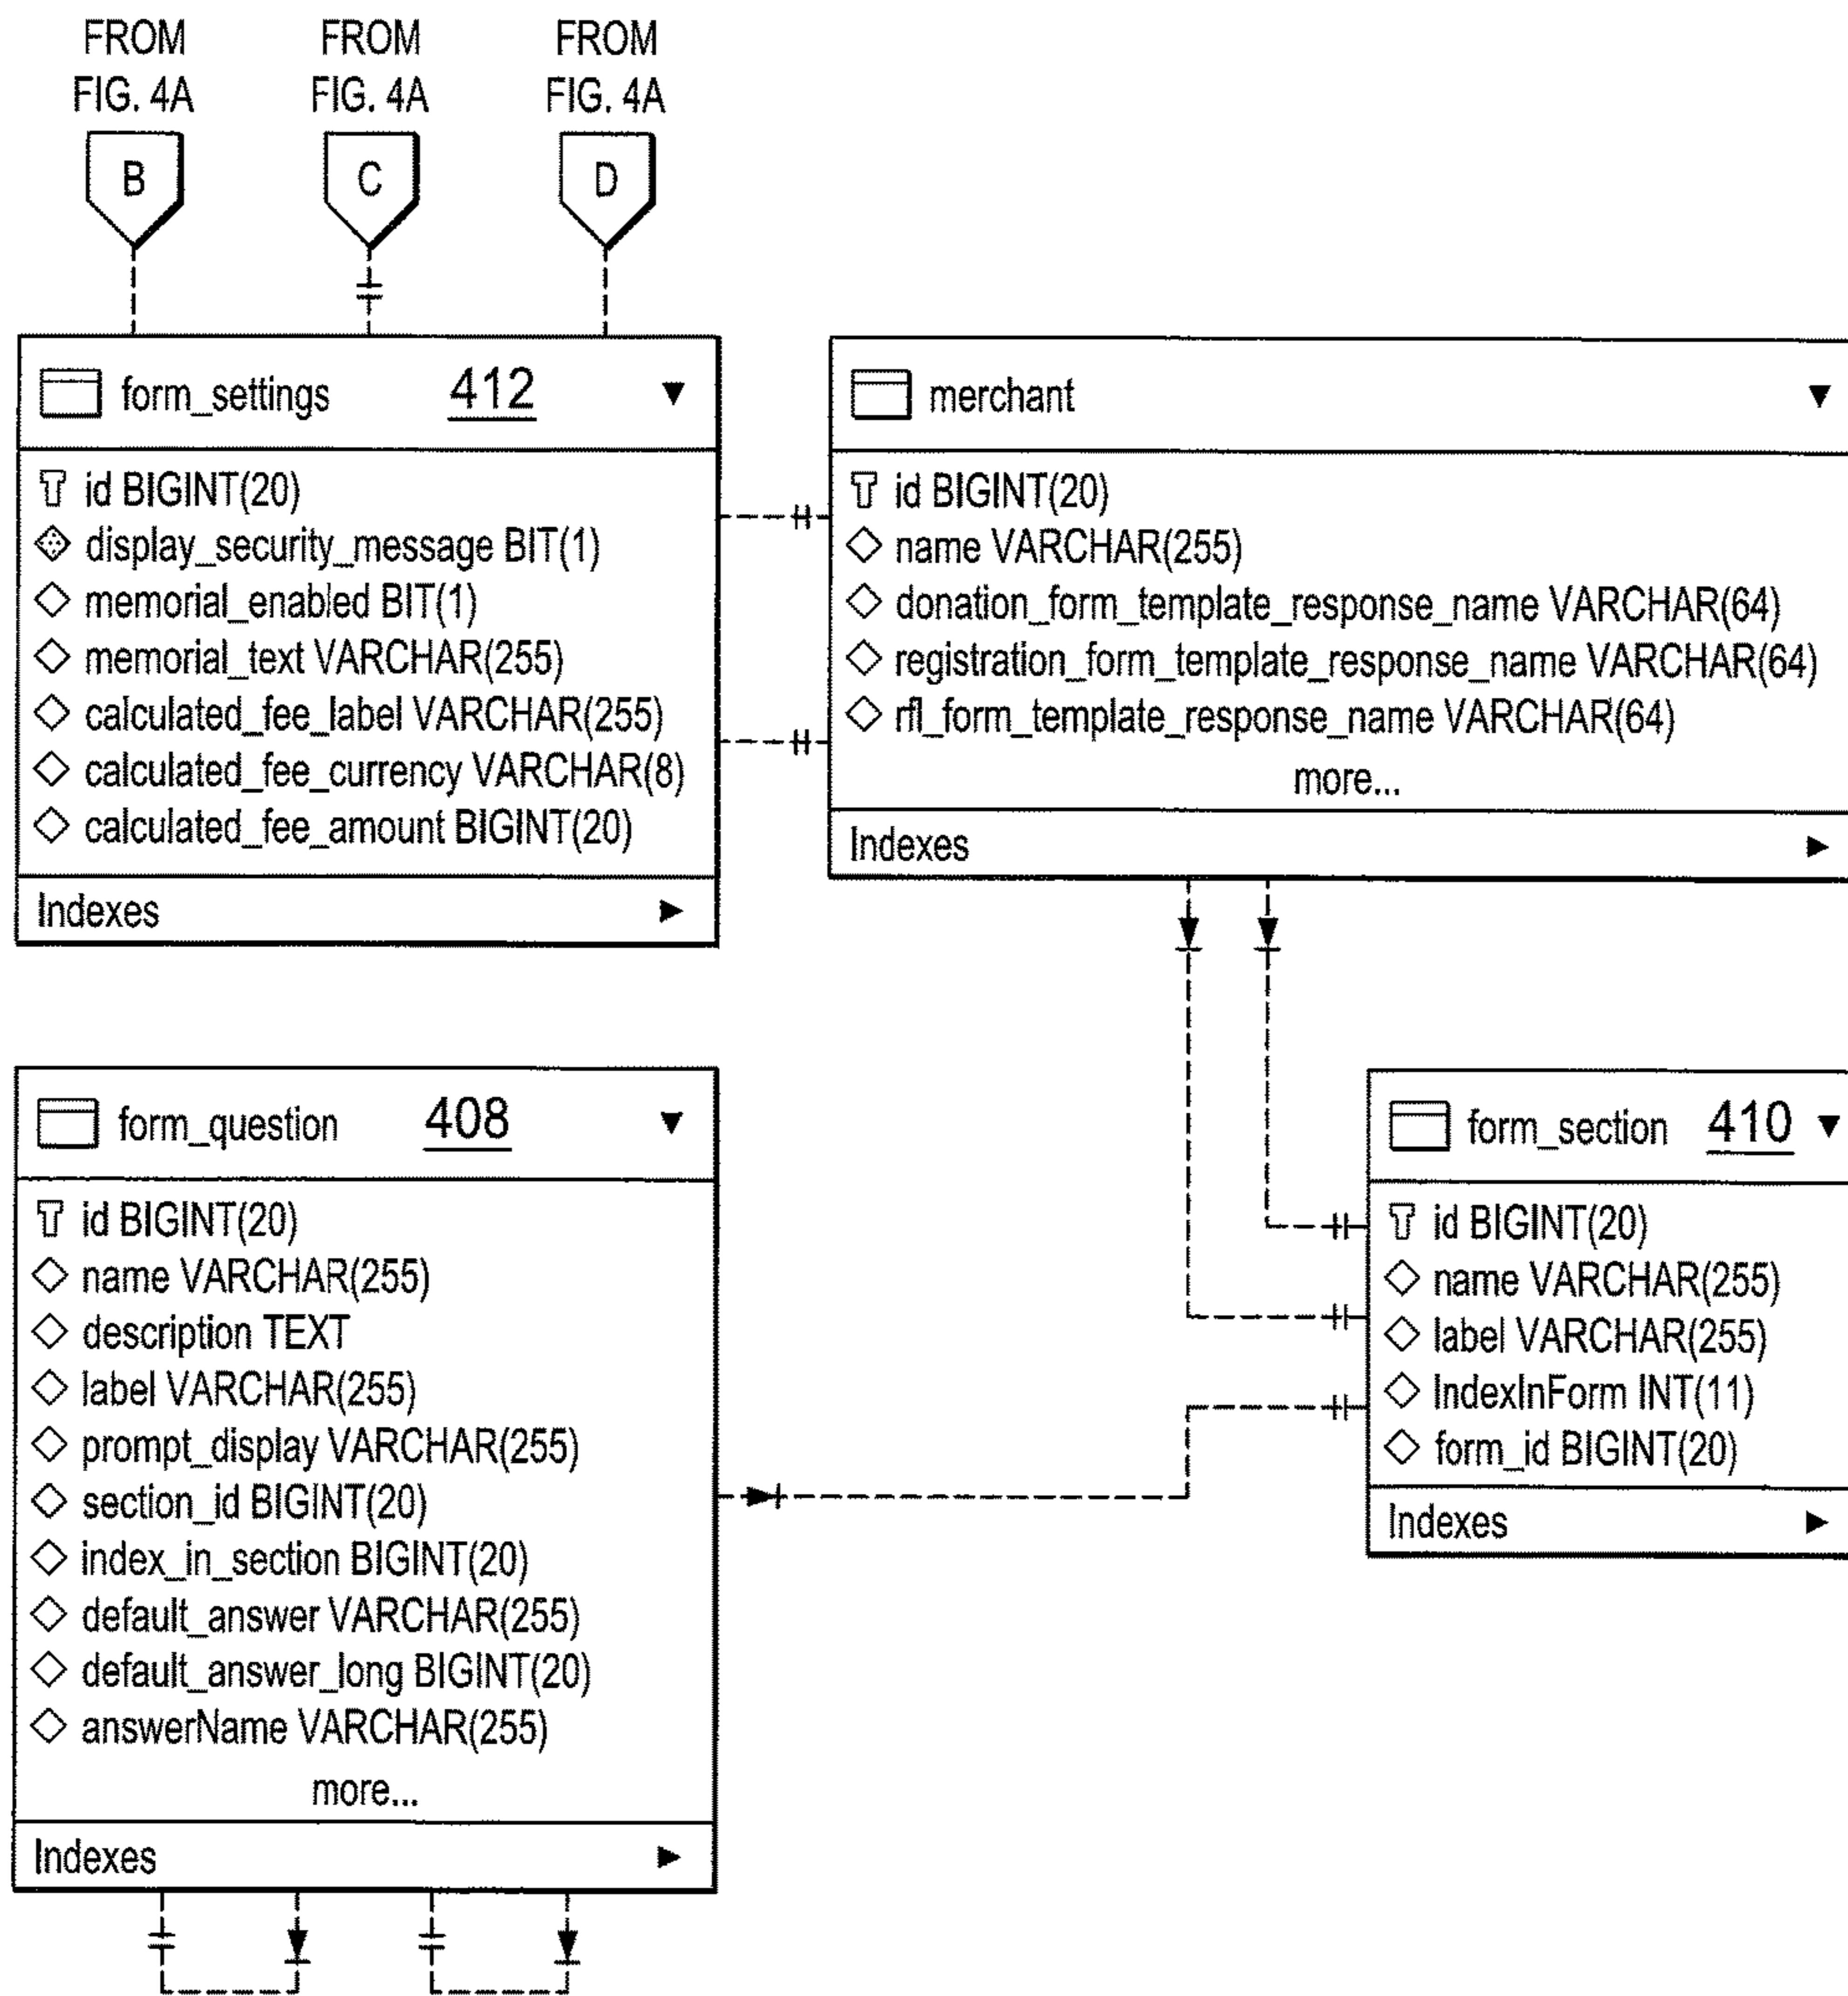 FROM FROM FROM
FIG. 4A FIG. 4A FIG. 4A
B C D
form_settings 412
id BIGINT(20)
display_security_message BIT(1)
memorial_enabled BIT(1)
memorial_text VARCHAR(255)
calculated_fee_label VARCHAR(255)
calculated_fee_currency VARCHAR(8)
calculated_fee_amount BIGINT(20)
Indexes
merchant
id BIGINT(20)
name VARCHAR(255)
donation_form_template_response_name VARCHAR(64)
registration_form_template_response_name VARCHAR(64)
rfl_form_template_response_name VARCHAR(64)
more...
Indexes
form_question 408
id BIGINT(20)
name VARCHAR(255)
description TEXT
label VARCHAR(255)
prompt_display VARCHAR(255)
section_id BIGINT(20)
index_in_section BIGINT(20)
default_answer VARCHAR(255)
default_answer_long BIGINT(20)
answerName VARCHAR(255)
more...
Indexes
form_section 410
id BIGINT(20)
name VARCHAR(255)
label VARCHAR(255)
IndexInForm INT(11)
form_id BIGINT(20)
Indexes